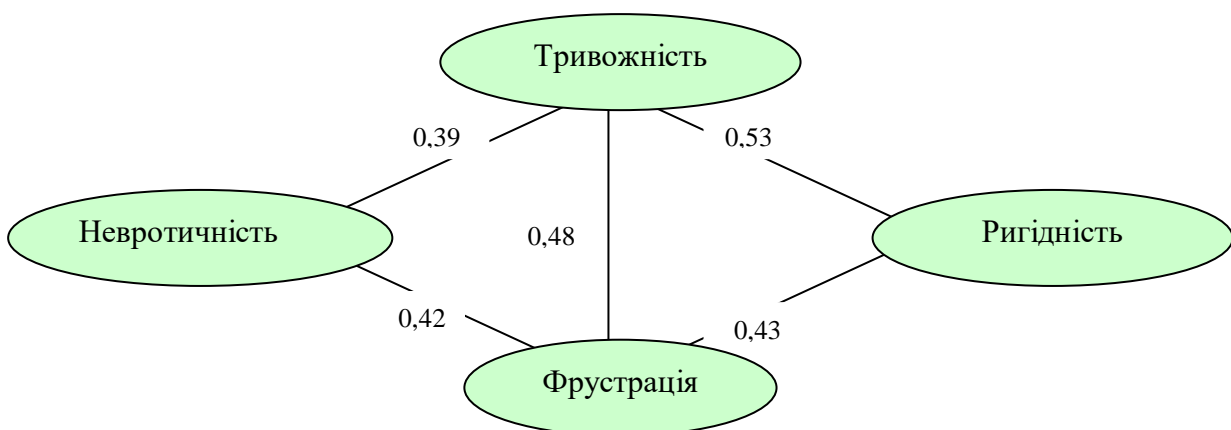 Тривожність
0,39
0,53
Невротичність
0,48
Ригідність
0,42
0,43
Фрустрація